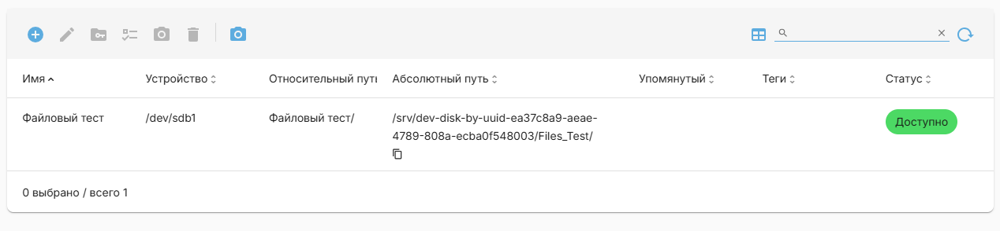 Имя Устройство Относительный путь Абсолютный путь Упомянутый Теги Статус
Файловый тест /dev/sdb1 Файловый тест/ /srv/dev-disk-by-uuid-ea37c8a9-aeae- Доступно
4789-808a-ecba0f548003/Files_Test/
0 выбрано / всего 1